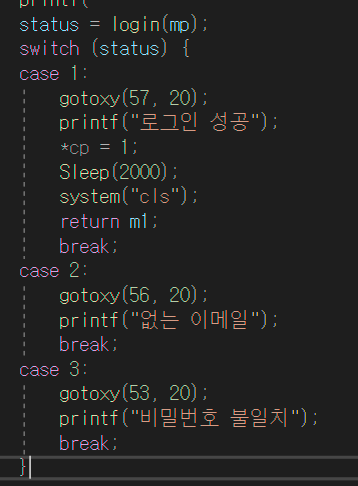 printf(
status = login(mp);
switch (status) {
case 1:
gotoxy(57, 20);
printf("로그인 성공");
*cp = 1;
Sleep(2000);
system("cls");
return m1;
break;
case 2:
gotoxy(56, 20);
printf("없는 이메일");
break;
case 3:
gotoxy(53, 20);
printf("비밀번호 불일치");
break;
}